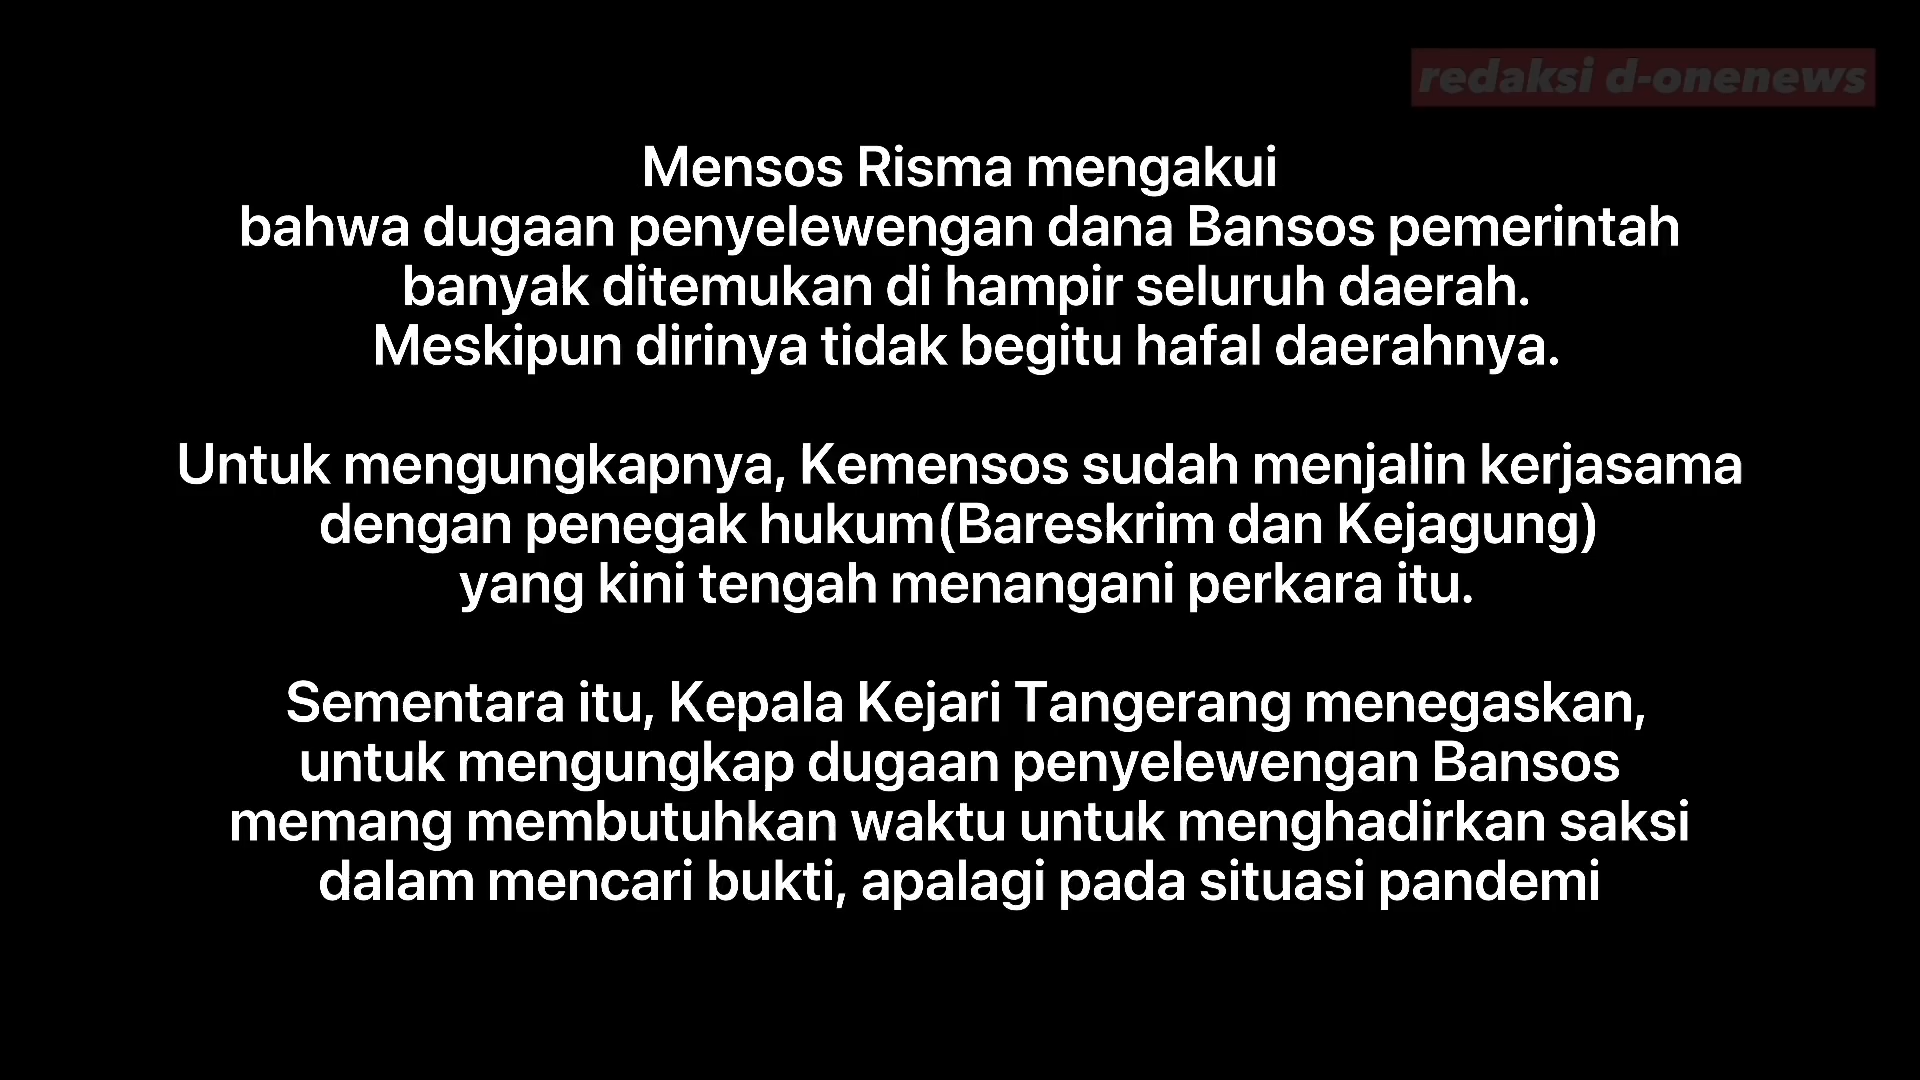 redaksi d-onenews
Mensos Risma mengakui
bahwa dugaan penyelewengan dana Bansos pemerintah
banyak ditemukan di hampir seluruh daerah.
Meskipun dirinya tidak begitu hafal daerahnya.
Untuk mengungkapnya, Kemensos sudah menjalin kerjasama
dengan penegak hukum(Bareskrim dan Kejagung)
yang kini tengah menangani perkara itu.
Sementara itu, Kepala Kejari Tangerang menegaskan,
untuk mengungkap dugaan penyelewengan Bansos
memang membutuhkan waktu untuk menghadirkan saksi
dalam mencari bukti, apalagi pada situasi pandemi